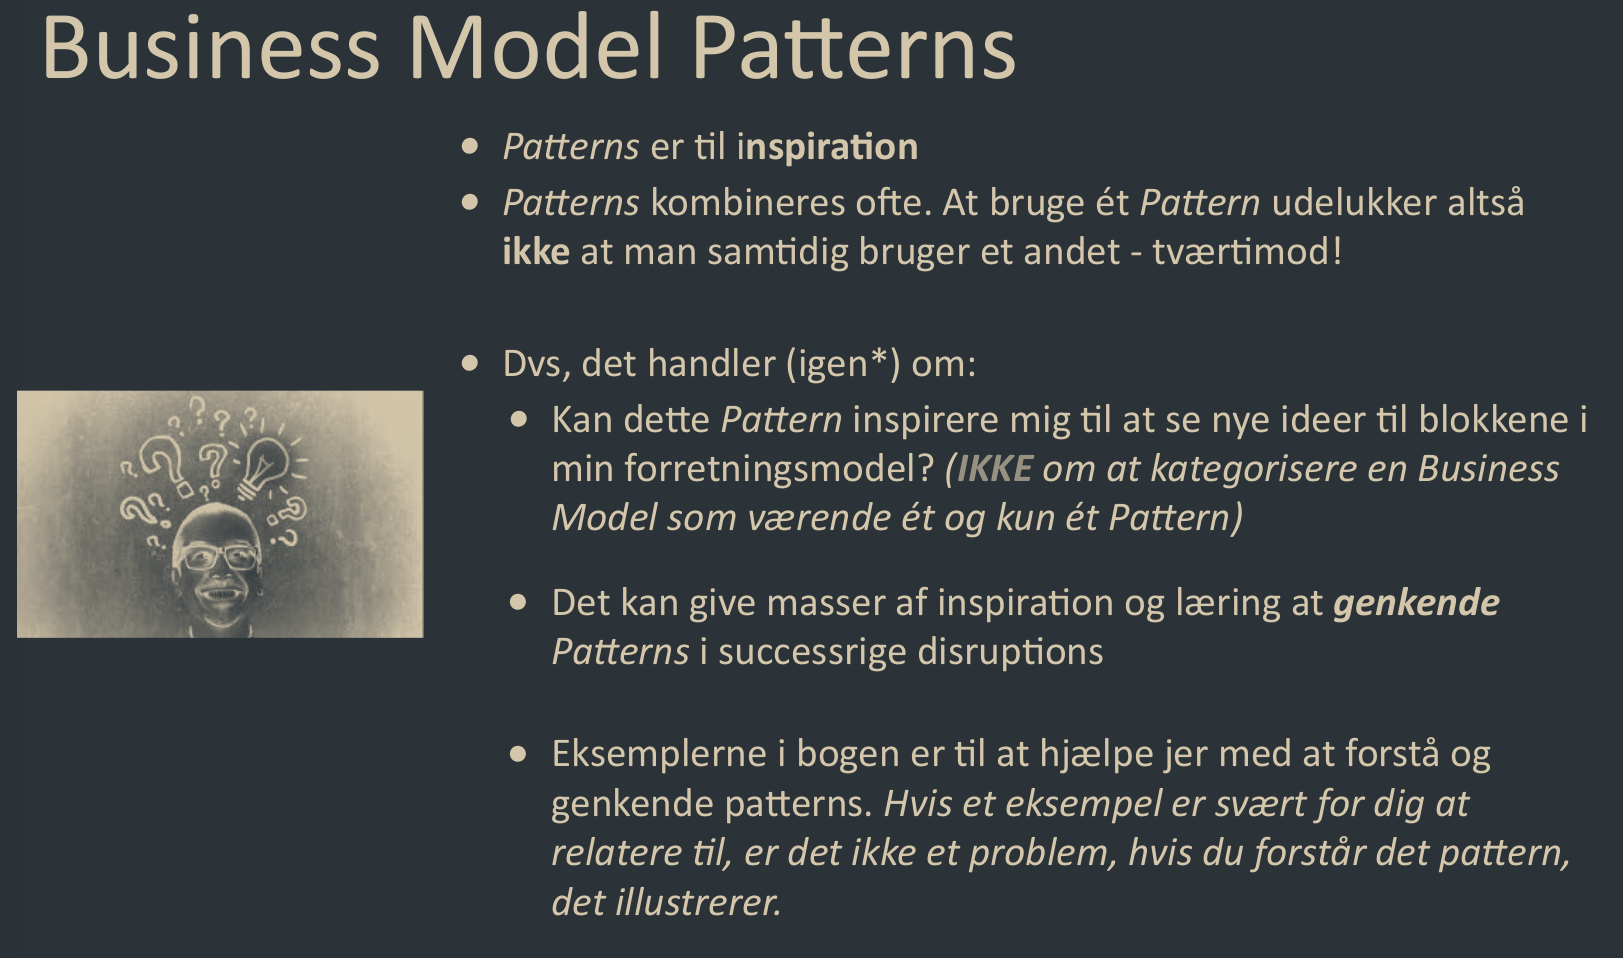 Business Model Patterns
• Patterns er til inspiration
• Patterns kombineres ofte. At bruge ét Pattern udelukker altså
ikke at man samtidig bruger et andet - tværtimod!
• Dvs, det handler (igen*) om:
• Kan dette Pattern inspirere mig til at se nye ideer til blokkene i
min forretningsmodel? (IKKE om at kategorisere en Business
Model som værende ét og kun ét Pattern)
• Det kan give masser af inspiration og læring at genkende
Patterns i successrige disruptions
• Eksemplerne i bogen er til at hjælpe jer med at forstå og
genkende patterns. Hvis et eksempel er svært for dig at
relatere til, er det ikke et problem, hvis du forstår det pattern,
det illustrerer.